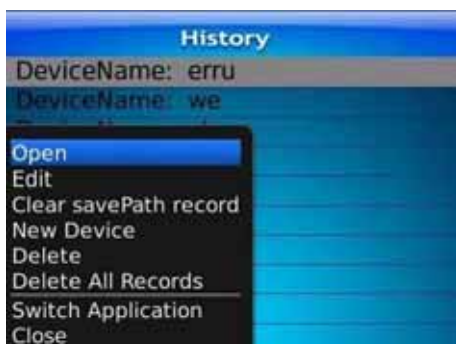 History
DeviceName: erru
DeviceName: we
Open
Edit
Clear savePath record
New Device
Delete
Delete All Records
Switch Application
Close